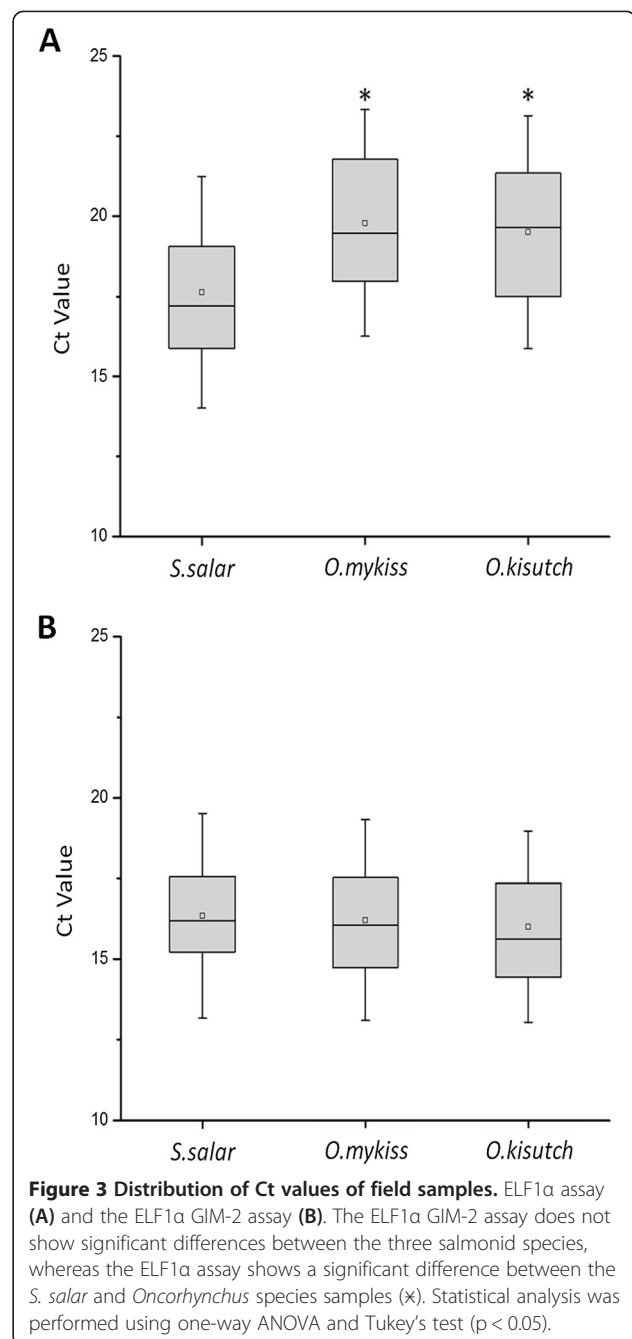 A
25
*
*
20
Ct Value
15
10
S.salar
O.mykiss
O.kisutch
B
25
20
Ct Value
15
10
S.salar
O.mykiss
O.kisutch
Figure 3 Distribution of Ct values of field samples. ELF1α assay
(A) and the ELF1α GIM-2 assay (B). The ELF1α GIM-2 assay does not
show significant differences between the three salmonid species,
whereas the ELF1α assay shows a significant difference between the
S. salar and Oncorhynchus species samples (⁎). Statistical analysis was
performed using one-way ANOVA and Tukey's test (p < 0.05).